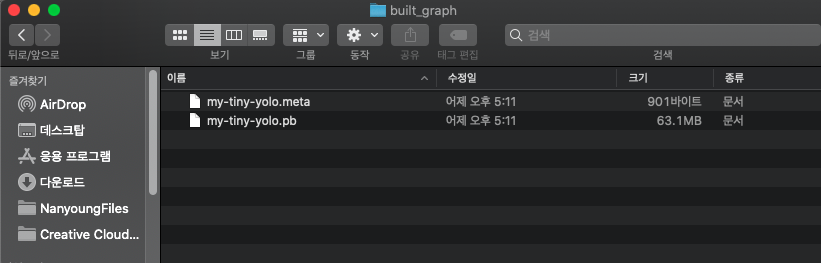 built_graph
뒤로/앞으로 보기 그룹 동작 공유 태그 편집 검색
검색
즐겨찾기
AirDrop
데스크탑
응용 프로그램
다운로드
NanyoungFiles
Creative Cloud...
이름 수정일 크기 종류
my-tiny-yolo.meta 어제 오후 5:11 901바이트 문서
my-tiny-yolo.pb 어제 오후 5:11 63.1MB 문서